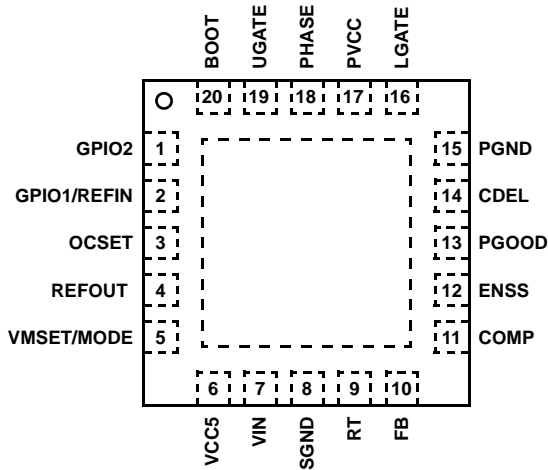 BOOT UGATE PHASE PVCC LGATE
20 19 18 17 16
GPIO2 1 15 PGND
GPIO1/REFIN 2 14 CDEL
OCSET 3 13 PGOOD
REFOUT 4 12 ENSS
VMSET/MODE 5 11 COMP
6 7 8 9 10
VCC5 VIN SGND RT FB